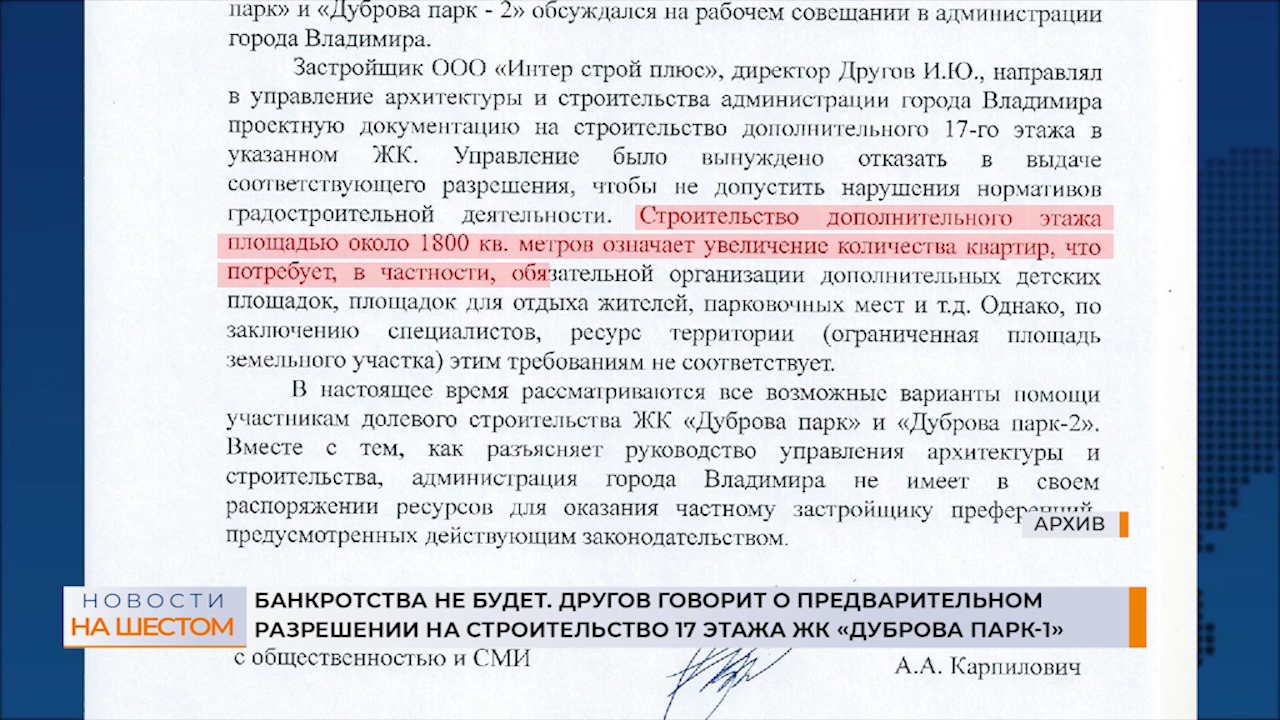 парк» и «Дуброва парк - 2» обсуждался на рабочем совещании в администрации
города Владимира.
Застройщик ООО «Интер строй плюс», директор Другов И.Ю., направлял
в управление архитектуры и строительства администрации города Владимира
проектную документацию на строительство дополнительного 17-го этажа в
указанном ЖК. Управление было вынуждено отказать в выдаче
соответствующего разрешения, чтобы не допустить нарушения нормативов
градостроительной деятельности. Строительство дополнительного этажа
площадью около 1800 кв. метров означает увеличение количества квартир, что
потребует, в частности, обязательной организации дополнительных детских
площадок, площадок для отдыха жителей, парковочных мест и т.д. Однако, по
заключению специалистов, ресурс территории (ограниченная площадь
земельного участка) этим требованиям не соответствует.
В настоящее время рассматриваются все возможные варианты помощи
участникам долевого строительства ЖК «Дуброва парк» и «Дуброва парк-2».
Вместе с тем, как разъясняет руководство управления архитектуры и
строительства, администрация города Владимира не имеет в своем
распоряжении ресурсов для оказания частному застройщику преференций,
АРХИВ
предусмотренных действующим законодательством.
НОВОСТИ
НА ШЕСТОМ
БАНКРОТСТВА НЕ БУДЕТ. ДРУГОВ ГОВОРИТ О ПРЕДВАРИТЕЛЬНОМ
РАЗРЕШЕНИИ НА СТРОИТЕЛЬСТВО 17 ЭТАЖА ЖК «ДУБРОВА ПАРК-1»
с общественностью и СМИ
А.А. Карпилович